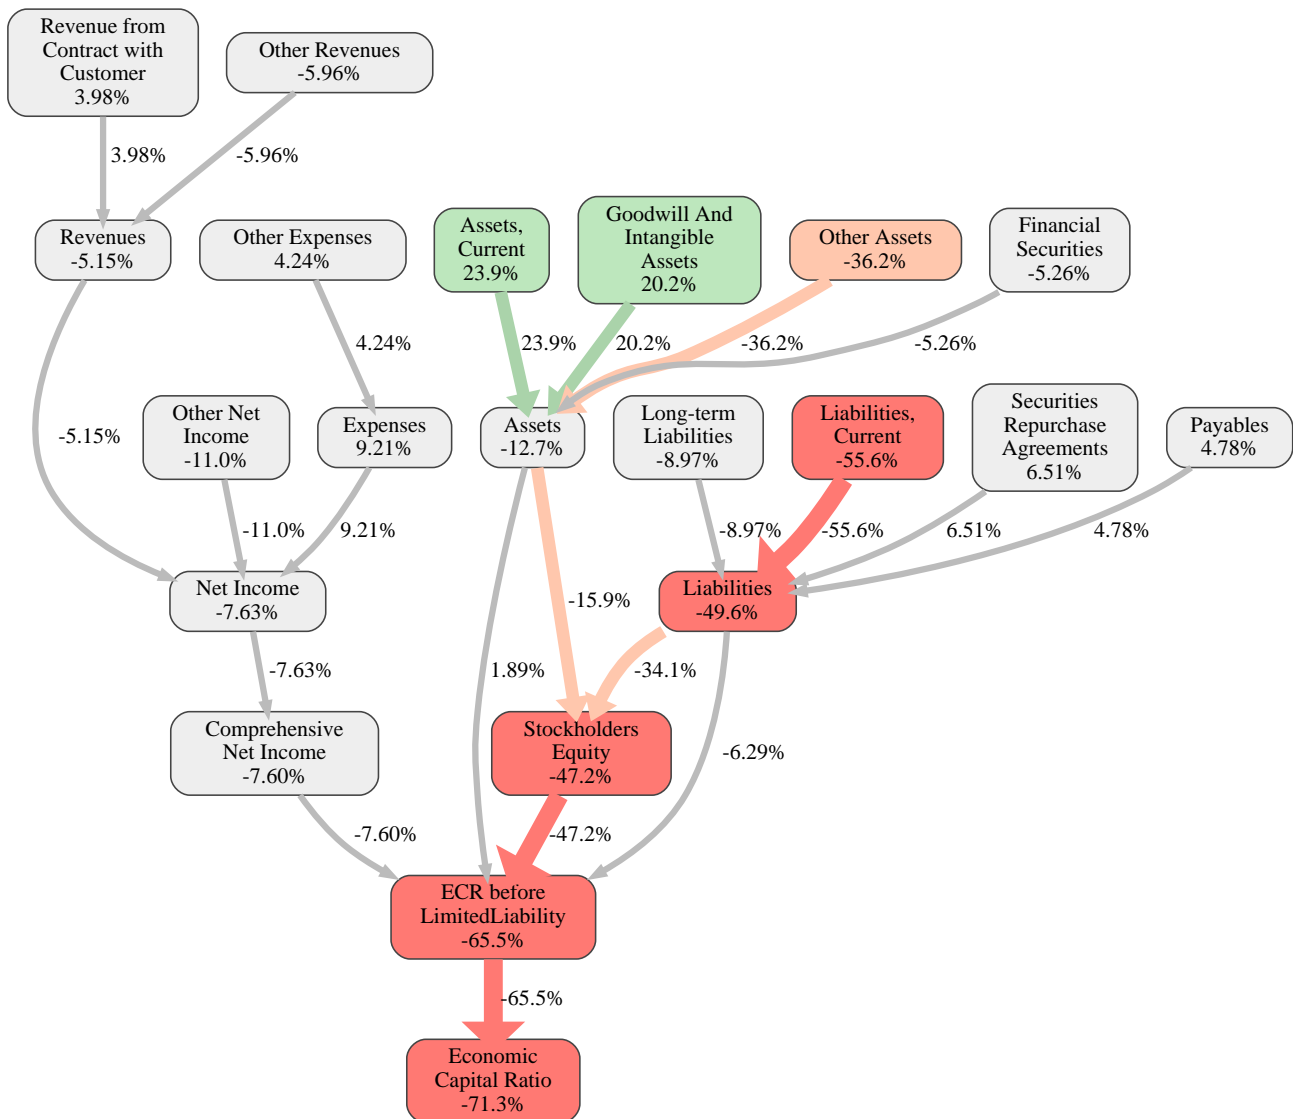 Revenue from
Contract with
Customer
3.98%
Other Revenues
-5.96%
3.98%
-5.96%
Revenues
-5.15%
Other Expenses
4.24%
Assets,
Current
23.9%
Goodwill And
Intangible
Assets
20.2%
Other Assets
-36.2%
Financial
Securities
-5.26%
4.24%
23.9%
20.2%
-36.2%
-5.26%
-5.15%
Other Net
Income
-11.0%
Expenses
9.21%
Assets
-12.7%
Long-term
Liabilities
-8.97%
Liabilities,
Current
-55.6%
Securities
Repurchase
Agreements
6.51%
Payables
4.78%
-11.0%
9.21%
-8.97%
-55.6%
6.51%
4.78%
Net Income
-7.63%
-15.9%
Liabilities
-49.6%
-7.63%
1.89%
-34.1%
Comprehensive
Net Income
-7.60%
Stockholders
Equity
-47.2%
-6.29%
-7.60%
-47.2%
ECR before
LimitedLiability
-65.5%
-65.5%
Economic
Capital Ratio
-71.3%